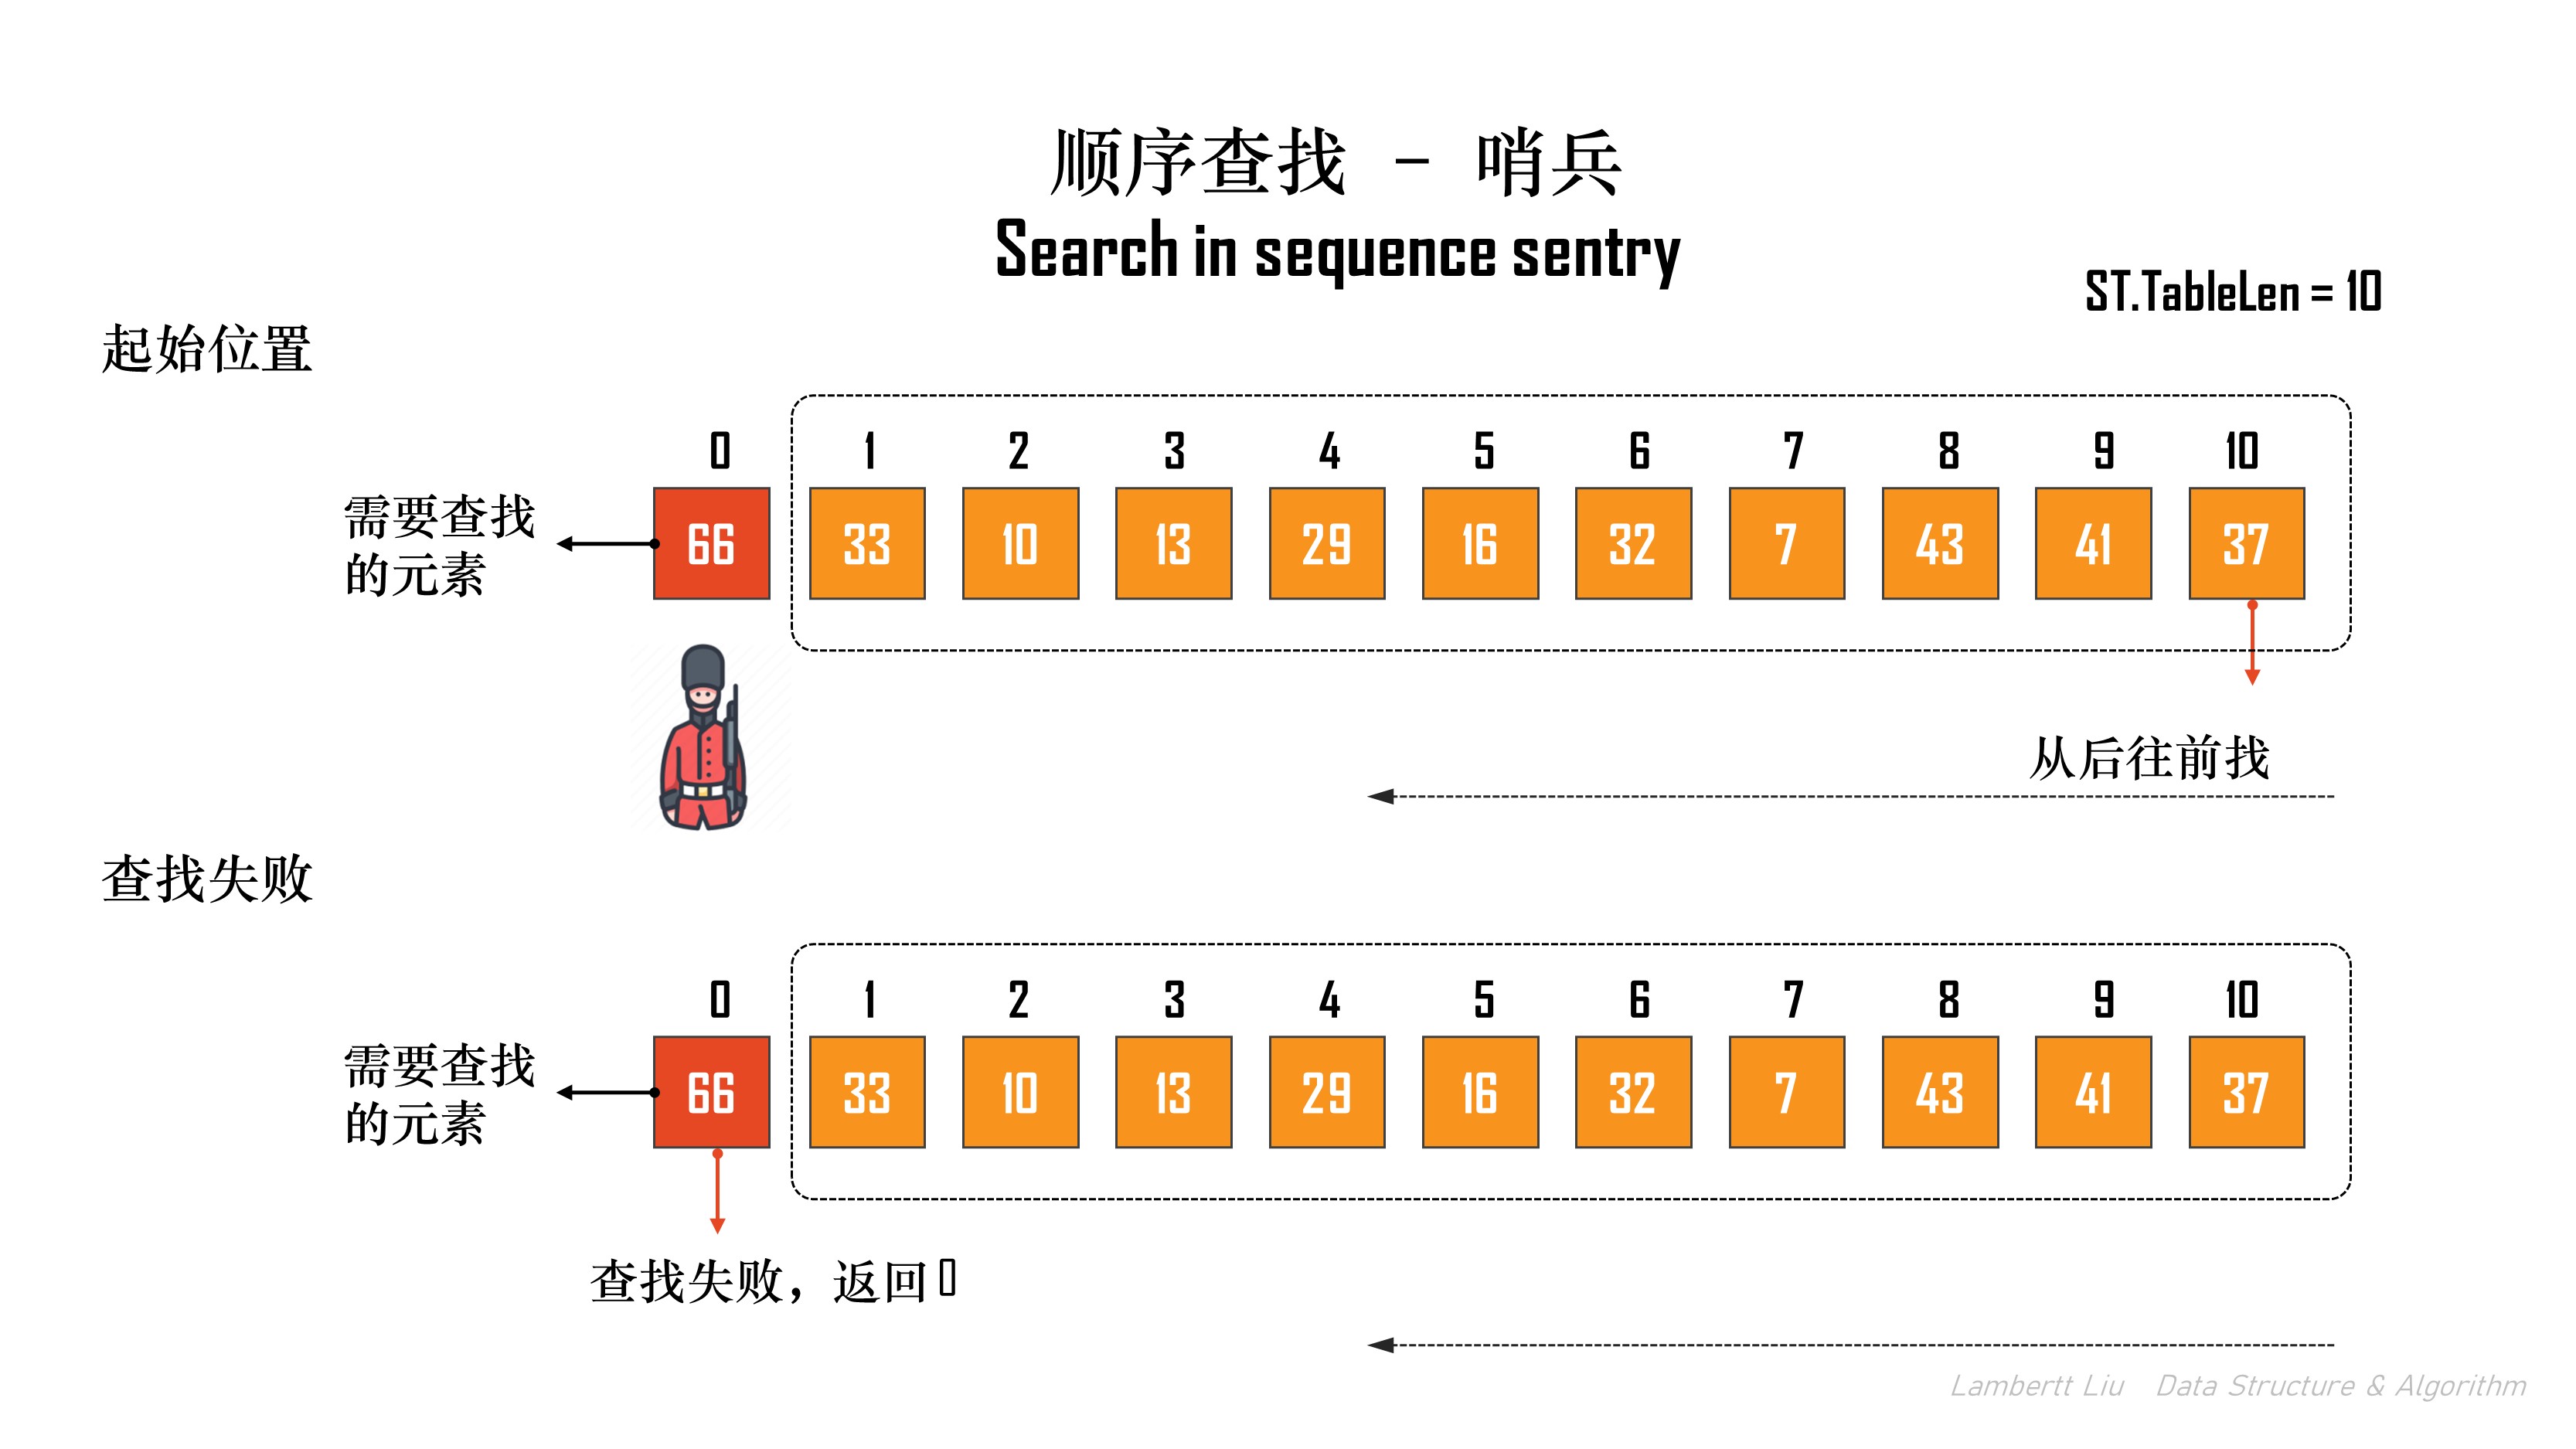 顺序查找 - 哨兵
Search in sequence sentry
ST.TableLen = 10
起始位置
0 1 2 3 4 5 6 7 8 9 10
需要查找
的元素
66 33 10 13 29 16 32 7 43 41 37
从后往前找
查找失败
0 1 2 3 4 5 6 7 8 9 10
需要查找
的元素
66 33 10 13 29 16 32 7 43 41 37
查找失败，返回0
Lambertt Liu Data Structure & Algorithm